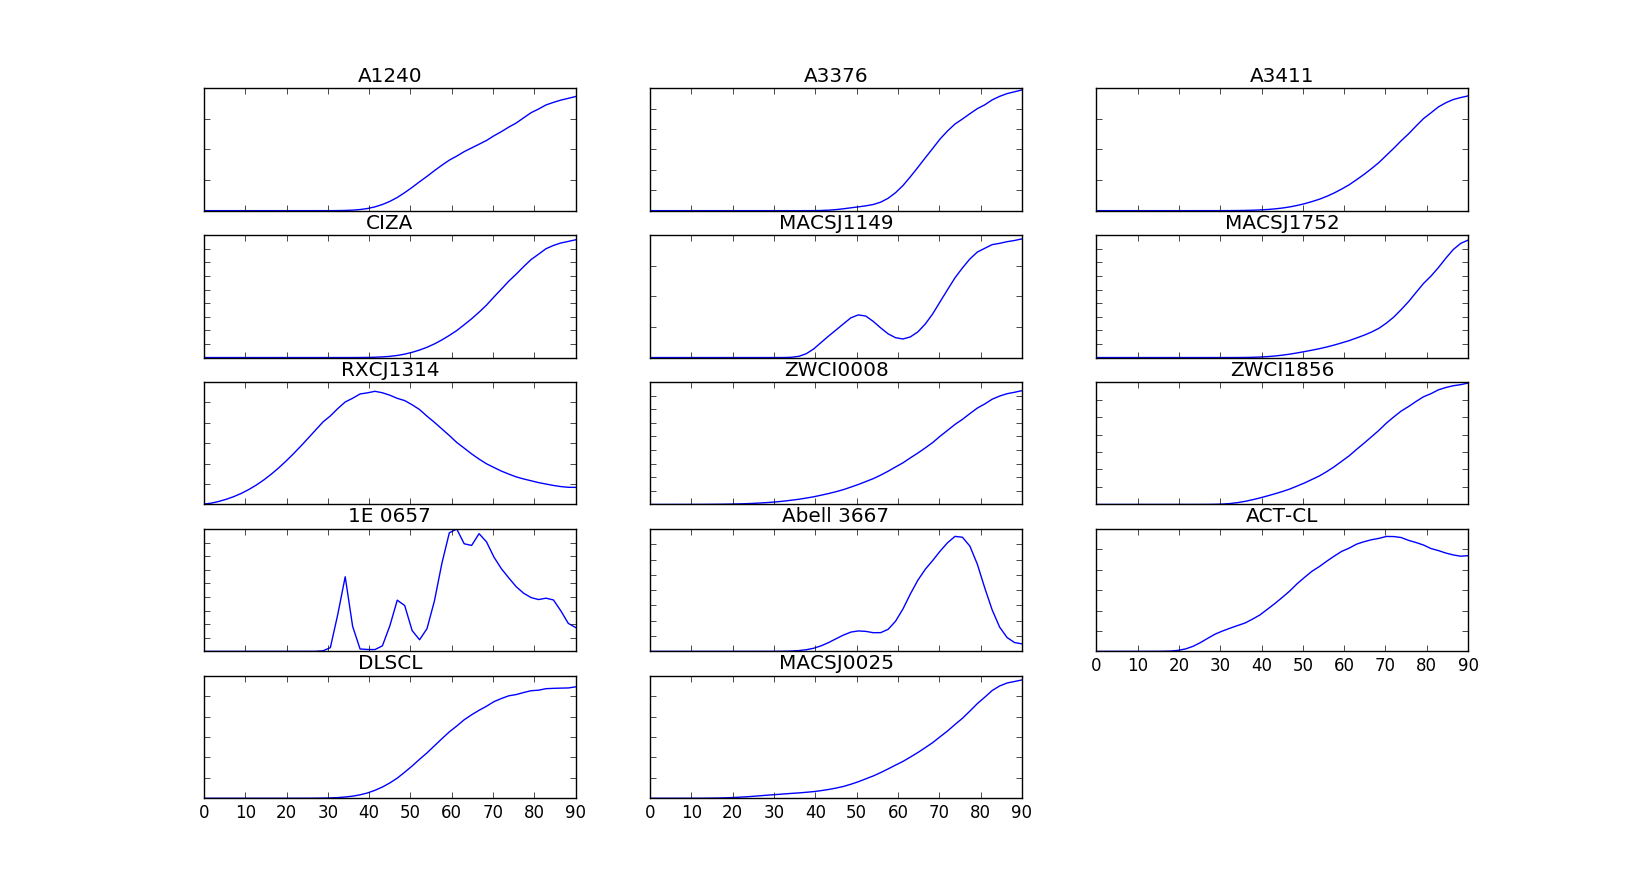 A1240 A3376 A3411
CIZA MACSJ1149 MACSJ1752
RXCJ1314 ZWCI0008 ZWCI1856
1E 0657 Abell 3667 ACT-CL
0 10 20 30 40 50 60 70 80 90
DLSCL MACSJ0025
0 10 20 30 40 50 60 70 80 90 0 10 20 30 40 50 60 70 80 90